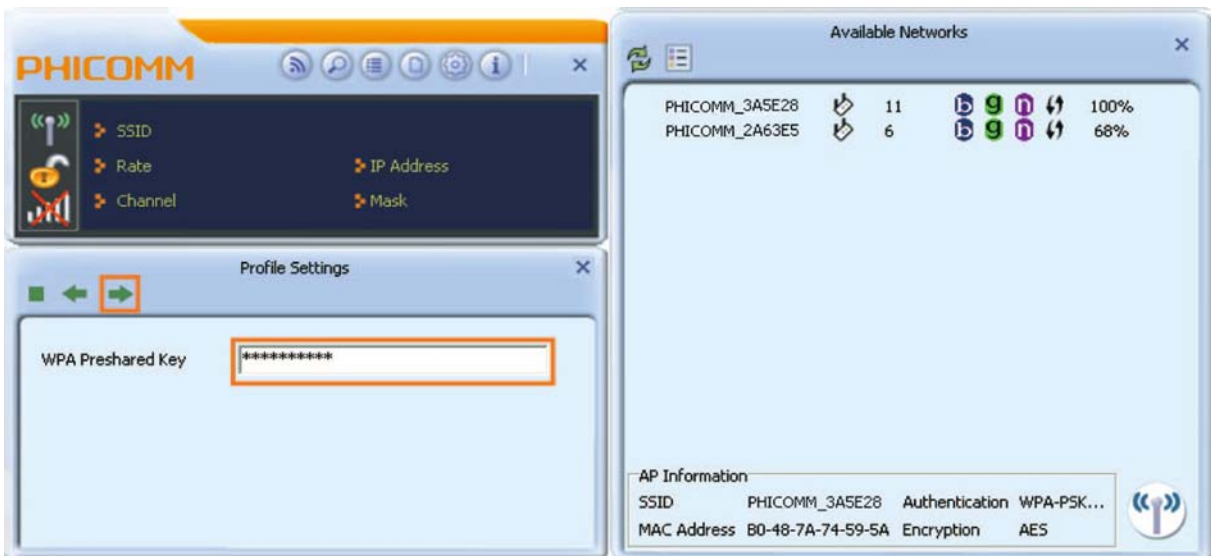 PHICOMM
SSID
Rate
IP Address
Channel
Mask
Profile Settings
WPA Preshared Key
**********
Available Networks
PHICOMM_3A5E28 11 b g n 100%
PHICOMM_2A63E5 6 b g n 68%
AP Information
SSID PHICOMM_3A5E28 Authentication WPA-PSK...
MAC Address B0-48-7A-74-59-5A Encryption AES